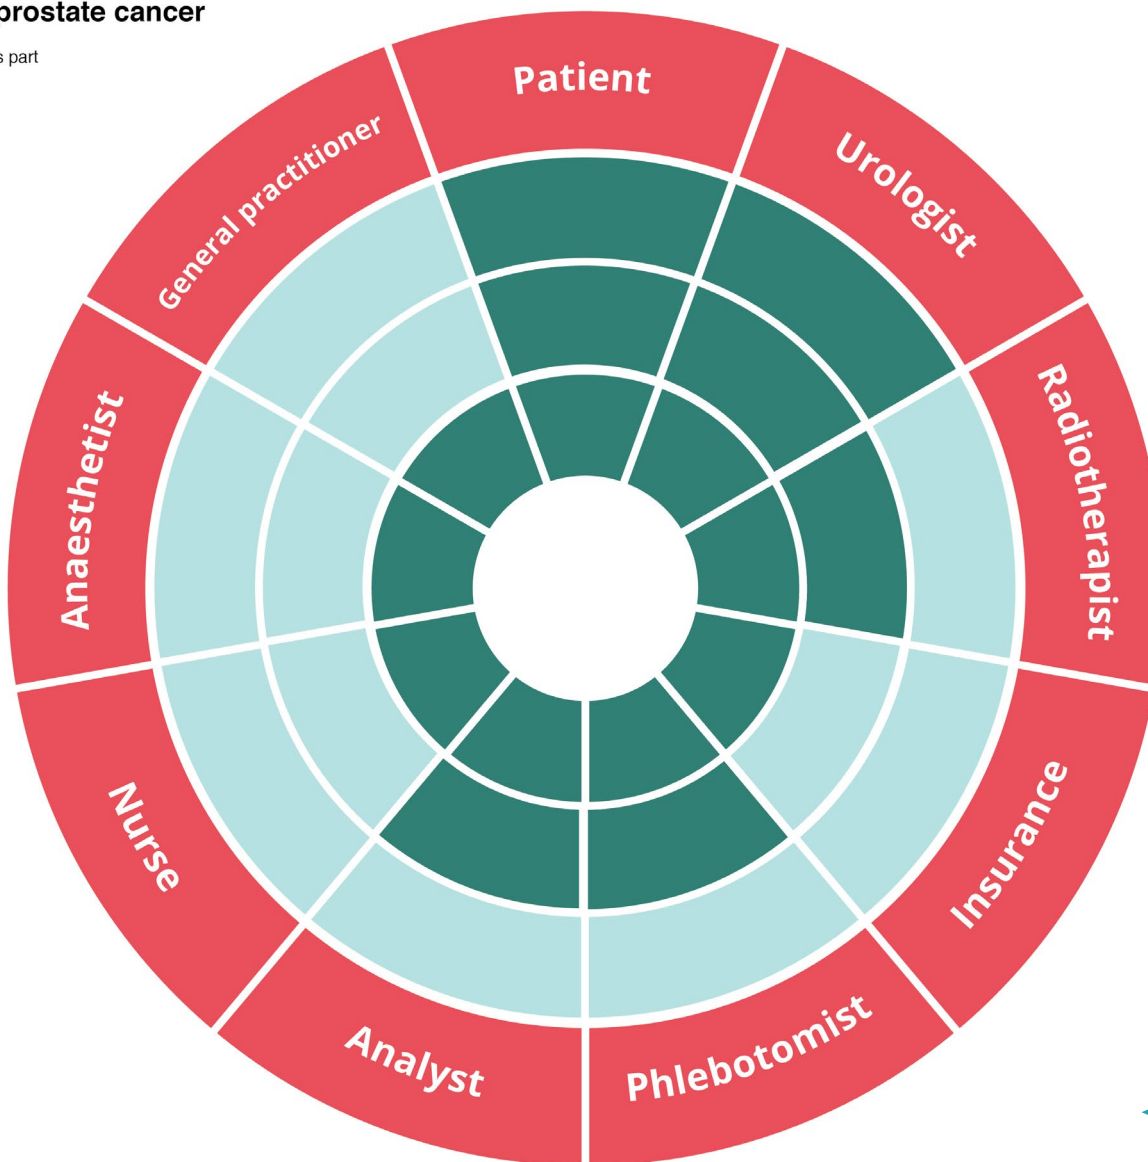 prostate cancer
s part
Patient
Urologist
Radiotherapist
Insurance
Phlebotomist
Analyst
Nurse
Anaesthetist
General practitioner